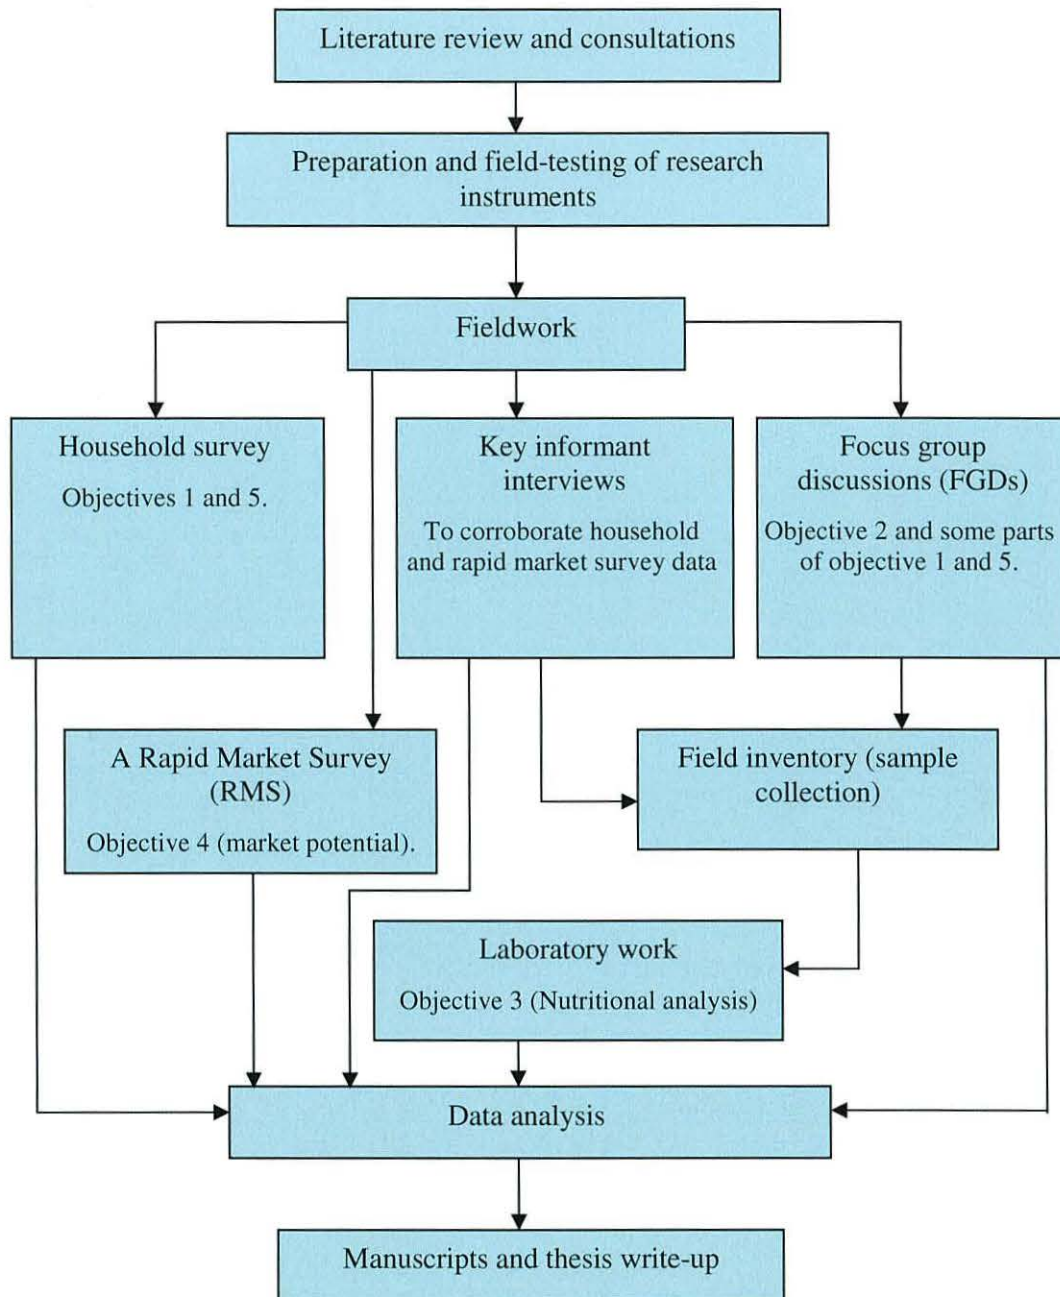 Literature review and consultations
Preparation and field-testing of research
instruments
Fieldwork
Household survey
Objectives 1 and 5.
Key informant
interviews
To corroborate household
and rapid market survey data
Focus group
discussions (FGDs)
Objective 2 and some parts
of objective 1 and 5.
A Rapid Market Survey
(RMS)
Objective 4 (market potential).
Field inventory (sample
collection)
Laboratory work
Objective 3 (Nutritional analysis)
Data analysis
Manuscripts and thesis write-up